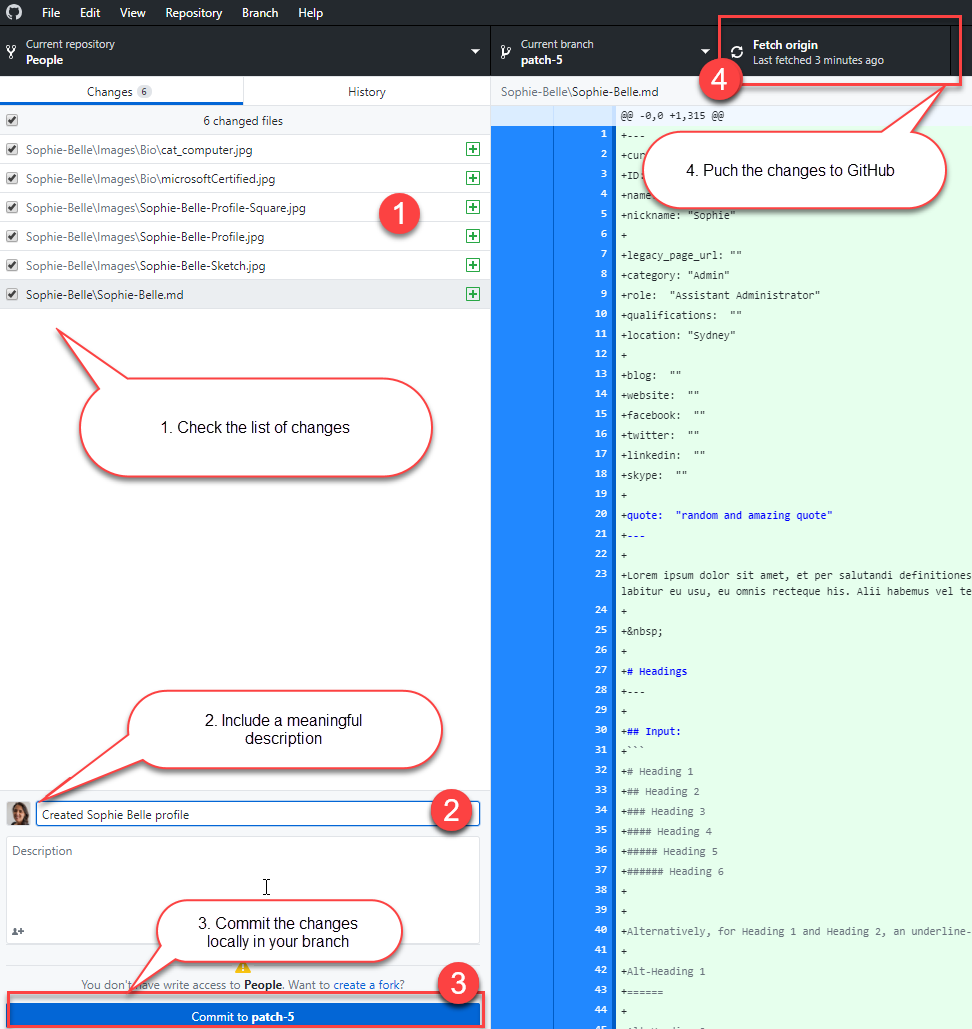 File Edit View Repository Branch Help
Current repository
People
Current branch
patch-5
Fetch origin
Last fetched 3 minutes ago
4
Changes 6
History
Sophie-Belle\Sophie-Belle.md
6 changed files
Sophie-Belle\Images\Bio\cat_computer.jpg
Sophie-Belle\Images\Bio\microsoftCertified.jpg
Sophie-Belle\Images\Sophie-Belle-Profile-Square.jpg
Sophie-Belle\Images\Sophie-Belle-Profile.jpg
Sophie-Belle\Images\Sophie-Belle-Sketch.jpg
Sophie-Belle\Sophie-Belle.md
1
1. Check the list of changes
2. Include a meaningful
description
Created Sophie Belle profile
2
Description
3. Commit the changes
locally in your branch
You don't have write access to People. Want to create a fork?
3
Commit to patch-5
4. Puch the changes to GitHub
@@ -0,0 +1,315 @@
1 +---
2 +cur
3 +ID:
4 +name
5 +nickname: "Sophie"
6 +
7 +legacy_page_url: ""
8 +category: "Admin"
9 +role:  "Assistant Administrator"
10 +qualifications:  ""
11 +location: "Sydney"
12 +
13 +blog:  ""
14 +website:  ""
15 +facebook:  ""
16 +twitter:  ""
17 +linkedin:  ""
18 +skype:  ""
19 +
20 +quote:  "random and amazing quote"
21 +---
22 +
23 +Lorem ipsum dolor sit amet, et per salutandi definitiones
labitur eu usu, eu omnis recteque his. Alii habemus vel te
24 +
25 +&nbsp;
26 +
27 +# Headings
28 +---
29 +
30 +## Input:
31 +```
32 +# Heading 1
33 +## Heading 2
34 +### Heading 3
35 +#### Heading 4
36 +##### Heading 5
37 +###### Heading 6
38 +
39 +
40 +Alternatively, for Heading 1 and Heading 2, an underline-
41 +
42 +Alt-Heading 1
43 +======
44 +